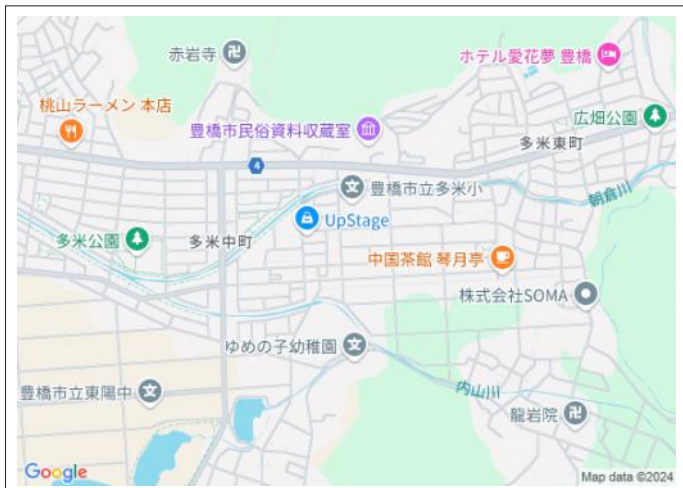 赤岩寺
ホテル愛花夢 豊橋
桃山ラーメン 本店
広畑公園
豊橋市民俗資料収蔵室
多米東町
4
豊橋市立多米小
朝倉川
UpStage
多米公園
多米中町
中国茶館 琴月亭
株式会社SOMA
ゆめの子幼稚園
豊橋市立東陽中
内山川
龍岩院
Google
Map data ©2024